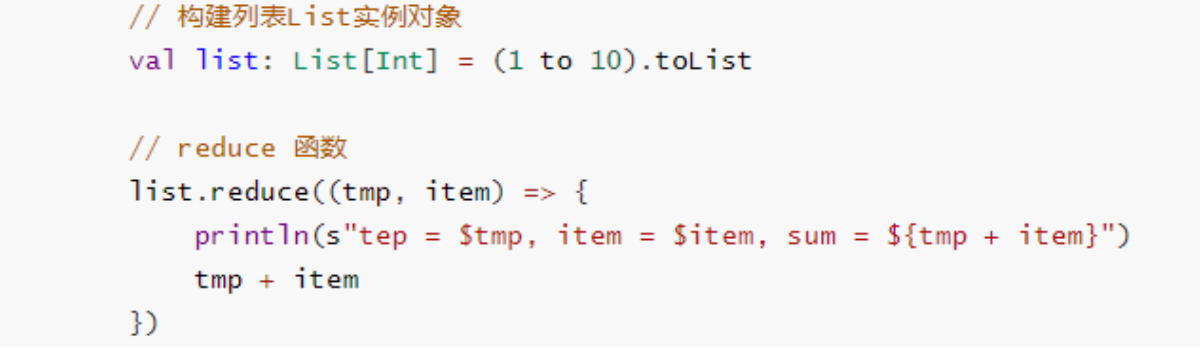 // 构建列表List实例对象
val list: List[Int] = (1 to 10).toList
// reduce 函数
list.reduce((tmp, item) => {
println(s"tep = $tmp, item = $item, sum = ${tmp + item}")
tmp + item
})